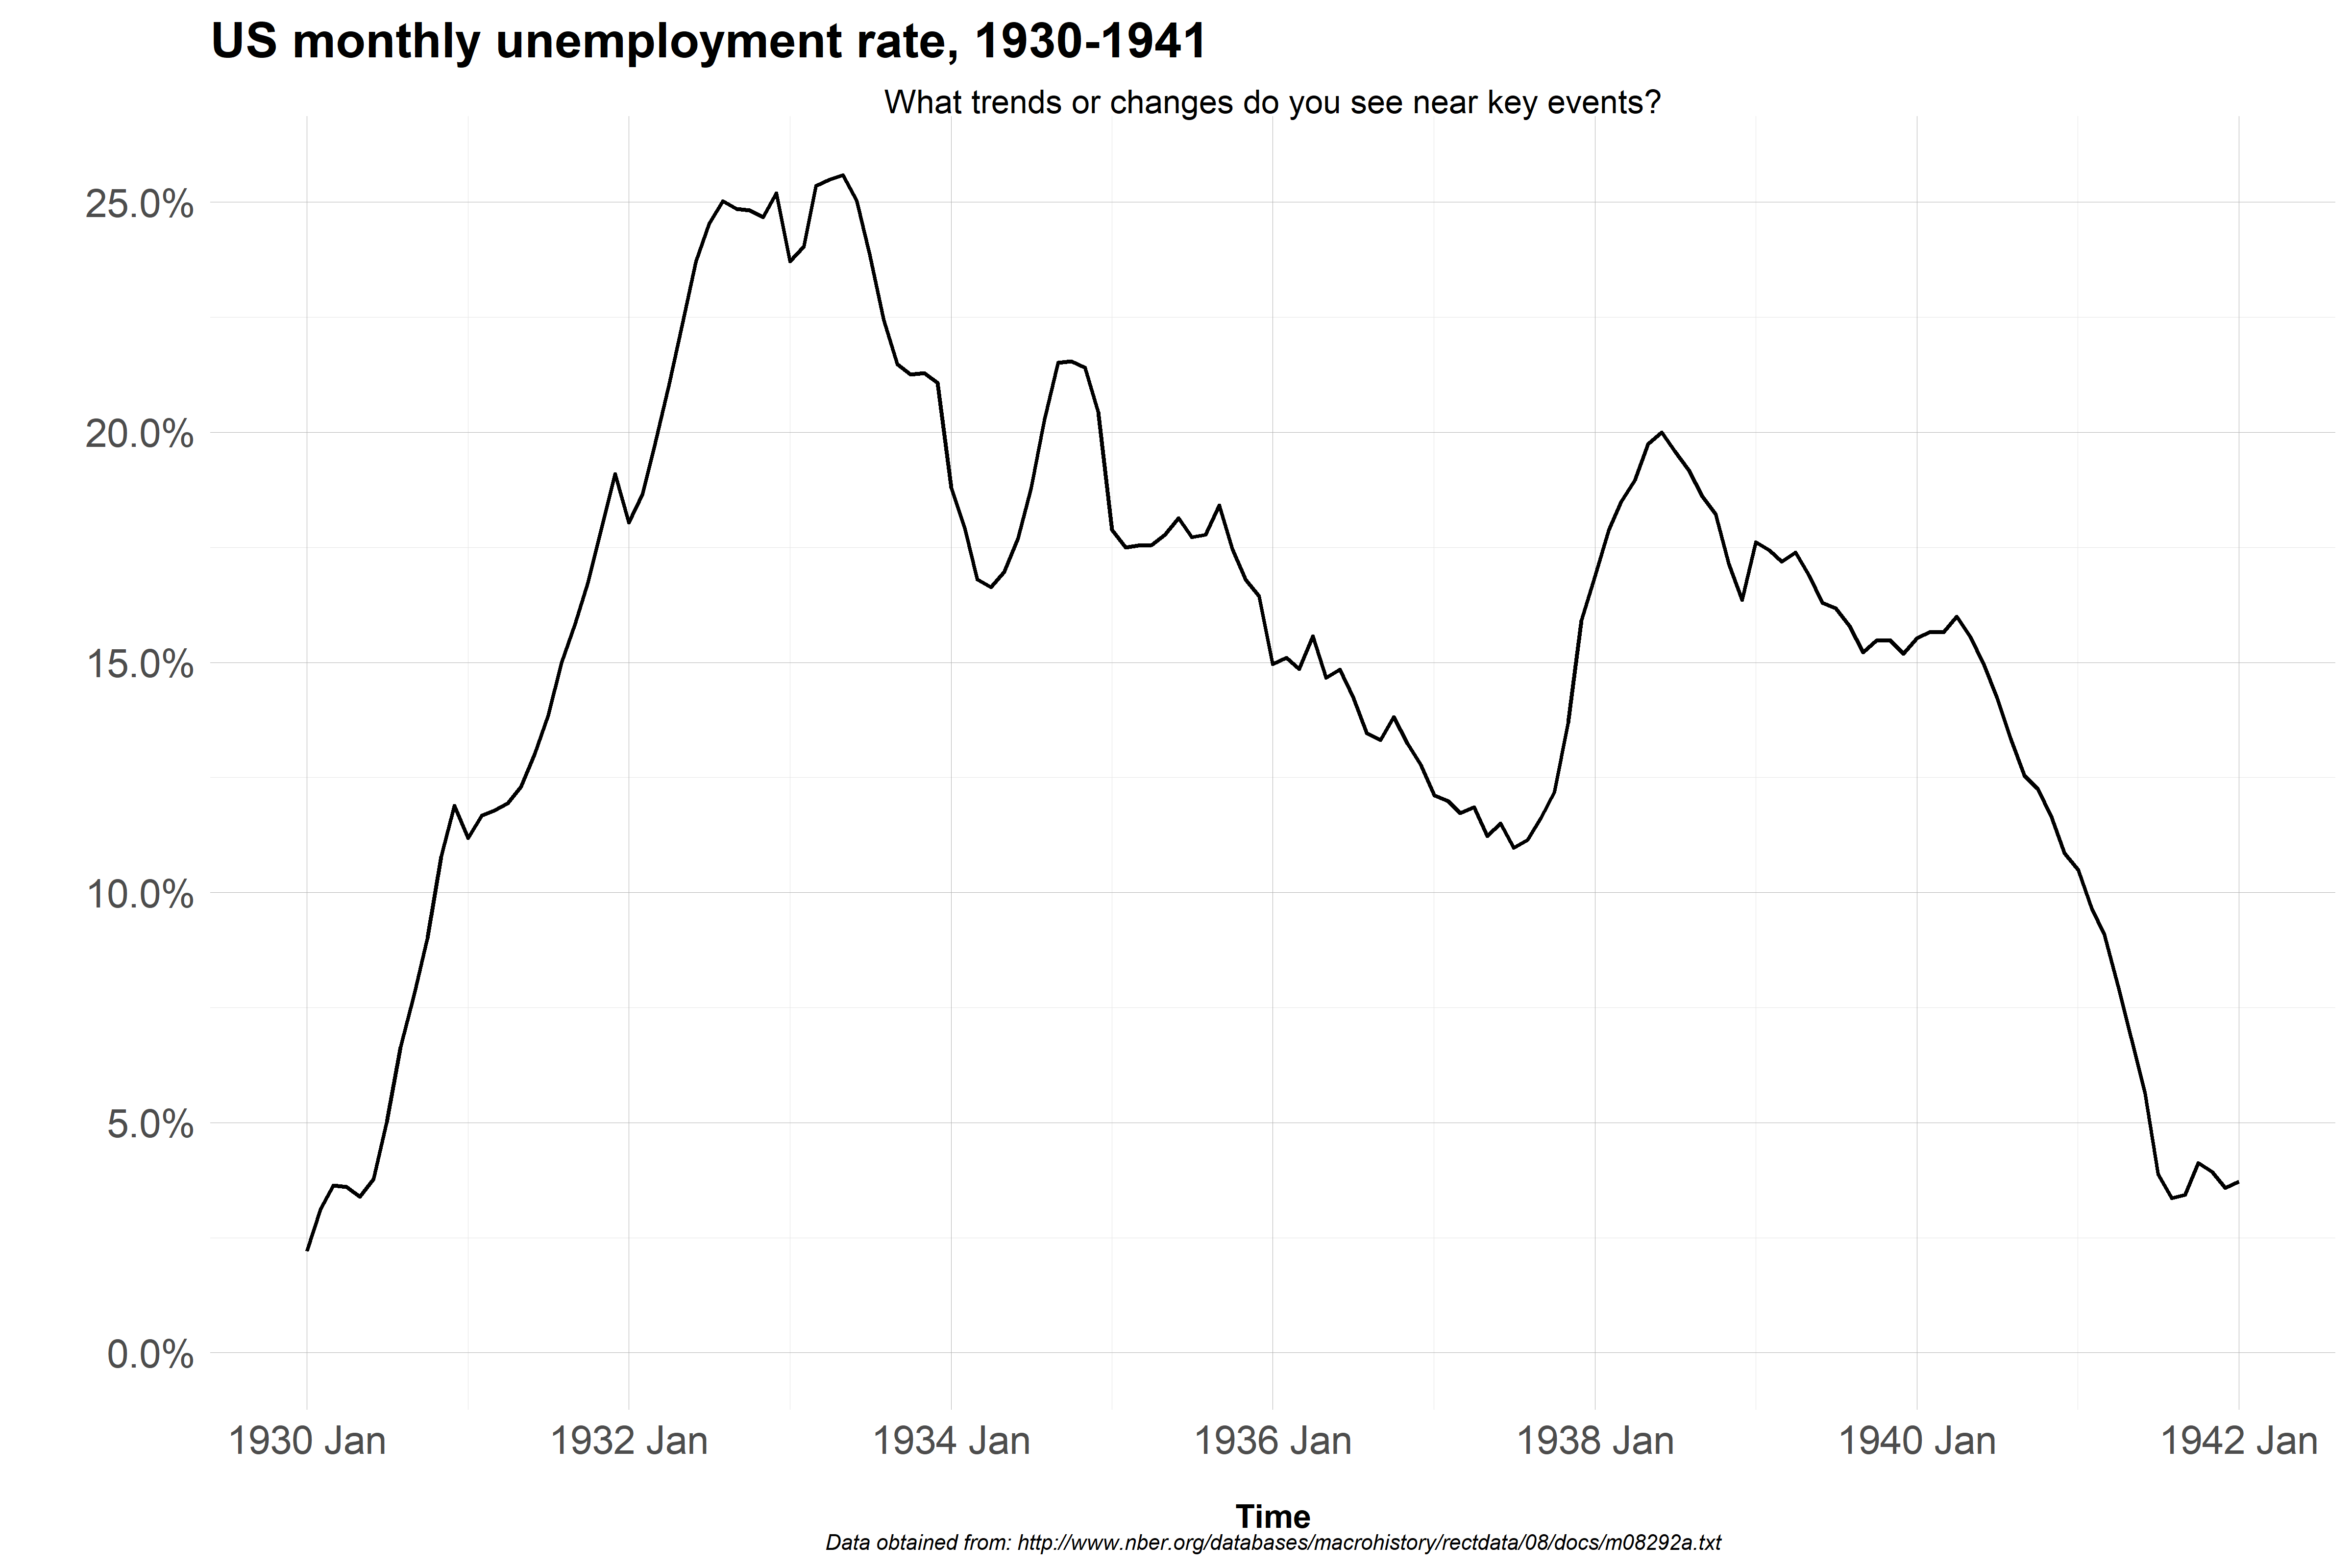 US monthly unemployment rate, 1930-1941
What trends or changes do you see near key events?
25.0%
20.0%
15.0%
10.0%
5.0%
0.0%
1930 Jan 1932 Jan 1934 Jan 1936 Jan 1938 Jan 1940 Jan 1942 Jan
Time
Data obtained from: http://www.nber.org/databases/macrohistory/rectdata/08/docs/m08292a.txt